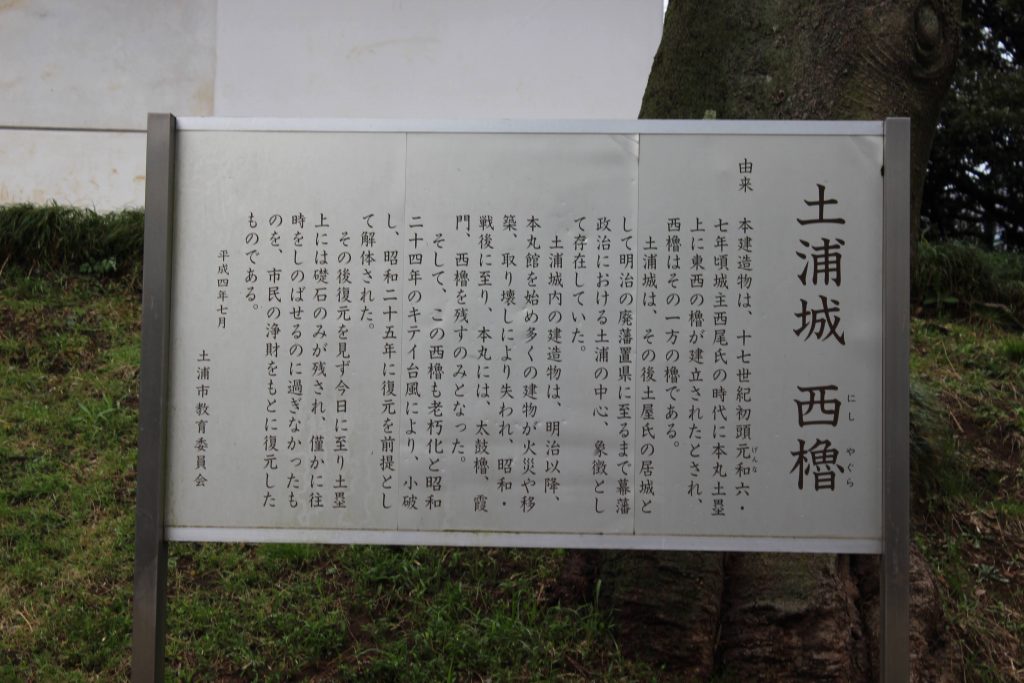 土浦城 西櫓
にし やぐら
由来 本建造物は、十七世紀初頭元和六・
げんな
七年頃城主西尾氏の時代に本丸土塁
上に東西の櫓が建立されたとされ、
西櫓はその一方の櫓である。
土浦城は、その後土屋氏の居城と
して明治の廃藩置県に至るまで幕藩
政治における土浦の中心、象徴とし
て存在していた。
土浦城内の建造物は、明治以降、
本丸館を始め多くの建物が火災や移
築、取り壊しにより失われ、昭和・
戦後に至り、本丸には、太鼓櫓、霞
門、西櫓を残すのみとなった。
そして、この西櫓も老朽化と昭和
二十四年のキテイ台風により、小破
し、昭和二十五年に復元を前提とし
て解体された。
その後復元を見ず今日に至り土塁
上には礎石のみが残され、僅かに往
時をしのばせるのに過ぎなかったも
のを、市民の浄財をもとに復元した
ものである。
平成四年七月
土浦市教育委員会